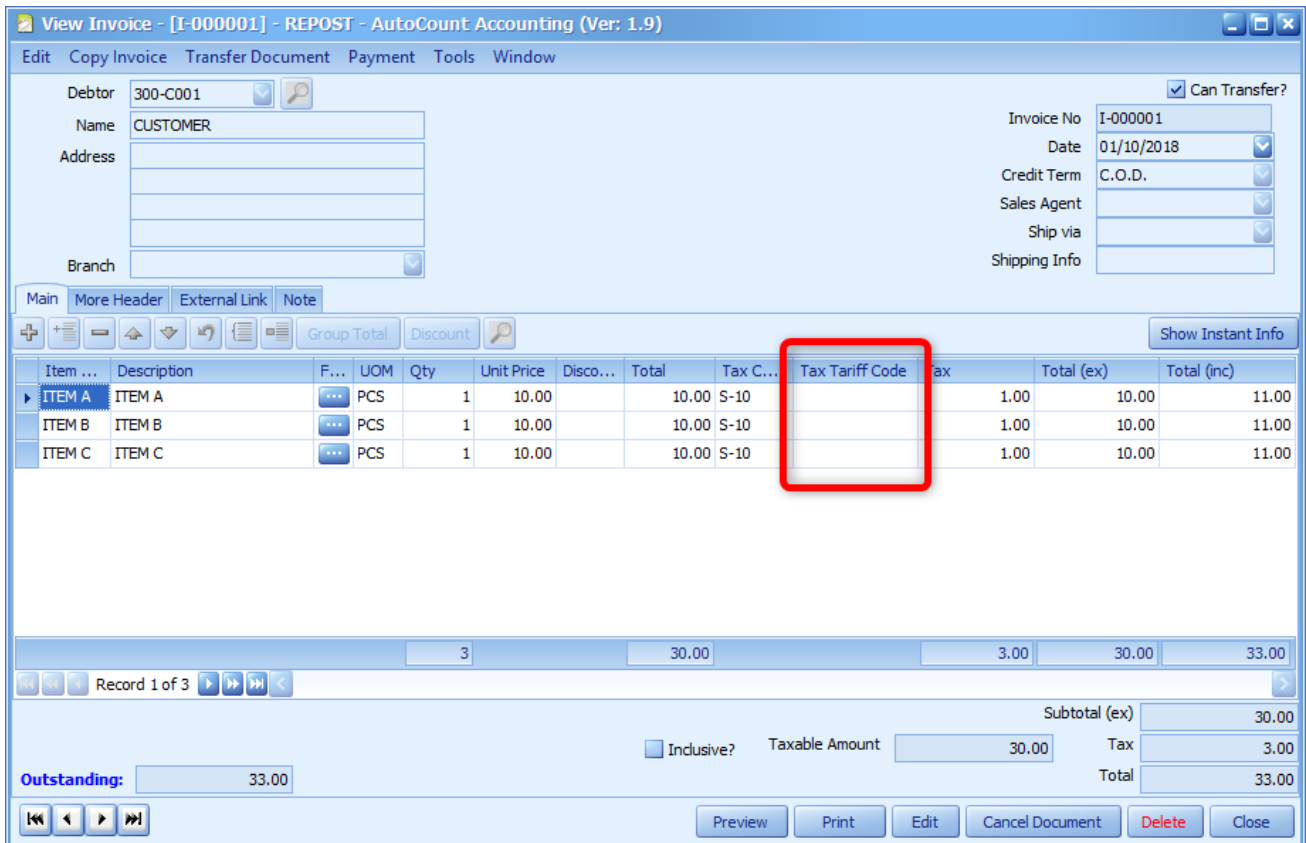 View Invoice - [I-000001] - REPOST - AutoCount Accounting (Ver: 1.9)
Edit Copy Invoice Transfer Document Payment Tools Window
Debtor 300-C001
Can Transfer?
Name CUSTOMER
Invoice No I-000001
Address
Date 01/10/2018
Credit Term C.O.D.
Sales Agent
Ship via
Branch
Shipping Info
Main More Header External Link Note
Group Total Discount Show Instant Info
Item ... Description F... UOM Qty Unit Price Disco... Total Tax C... Tax Tariff Code Tax Total (ex) Total (inc)
ITEM A ITEM A ... PCS 1 10.00 10.00 S-10 1.00 10.00 11.00
ITEM B ITEM B ... PCS 1 10.00 10.00 S-10 1.00 10.00 11.00
ITEM C ITEM C ... PCS 1 10.00 10.00 S-10 1.00 10.00 11.00
3 30.00 3.00 30.00 33.00
Record 1 of 3
Subtotal (ex) 30.00
Inclusive? Taxable Amount 30.00 Tax 3.00
Outstanding: 33.00 Total 33.00
Preview Print Edit Cancel Document Delete Close